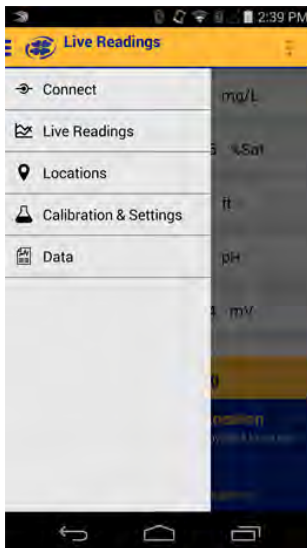 2:39 PM
Live Readings
Connect
mg/L
Live Readings
%Sat
Locations
ft
Calibration & Settings
pH
Data
mV